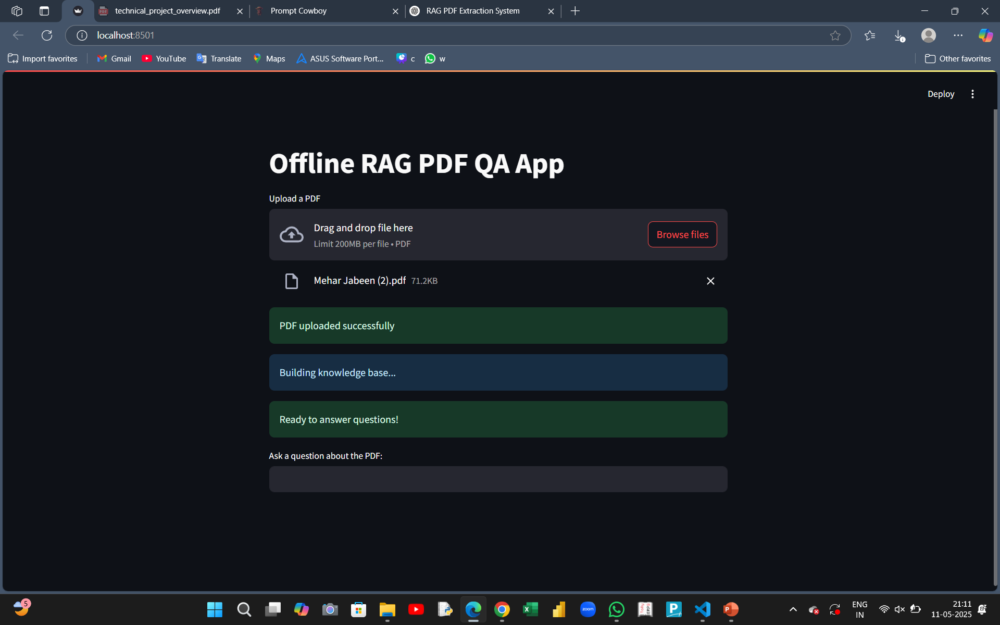 technical_project_overview.pdf
Prompt Cowboy
RAG PDF Extraction System
localhost:8501
Import favorites
Gmail
YouTube
Translate
Maps
ASUS Software Port...
c
w
Other favorites
Deploy
Offline RAG PDF QA App
Upload a PDF
Drag and drop file here
Limit 200MB per file • PDF
Browse files
Mehar Jabeen (2).pdf 71.2KB
PDF uploaded successfully
Building knowledge base...
Ready to answer questions!
Ask a question about the PDF:
5
zoom
ENG
IN
21:11
11-05-2025